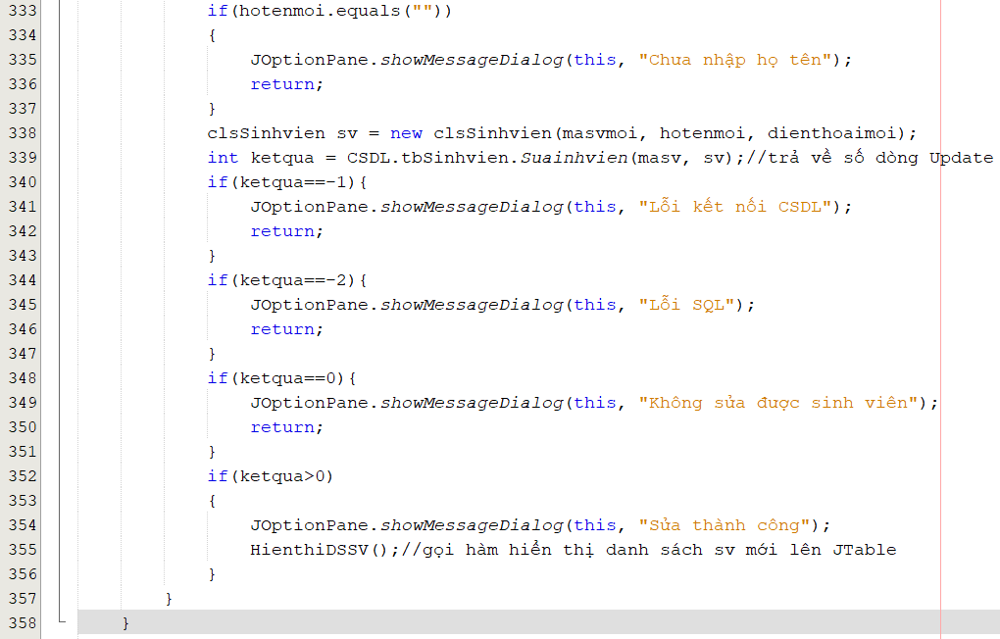 333 if(hotenmoi.equals(""))
334 {
335 JOptionPane.showMessageDialog(this, "Chưa nhập họ tên");
336 return;
337 }
338 clsSinhvien sv = new clsSinhvien(masvmoi, hotenmoi, dienthoaimoi);
339 int ketqua = CSDL.tbSinhvien.Suainhvien(masv, sv);//trả về số dòng Update
340 if(ketqua==-1){
341 JOptionPane.showMessageDialog(this, "Lỗi kết nối CSDL");
342 return;
343 }
344 if(ketqua==-2){
345 JOptionPane.showMessageDialog(this, "Lỗi SQL");
346 return;
347 }
348 if(ketqua==0){
349 JOptionPane.showMessageDialog(this, "Không sửa được sinh viên");
350 return;
351 }
352 if(ketqua>0)
353 {
354 JOptionPane.showMessageDialog(this, "Sửa thành công");
355 HienthiDSSV();//gọi hàm hiển thị danh sách sv mới lên JTable
356 }
357 }
358 }